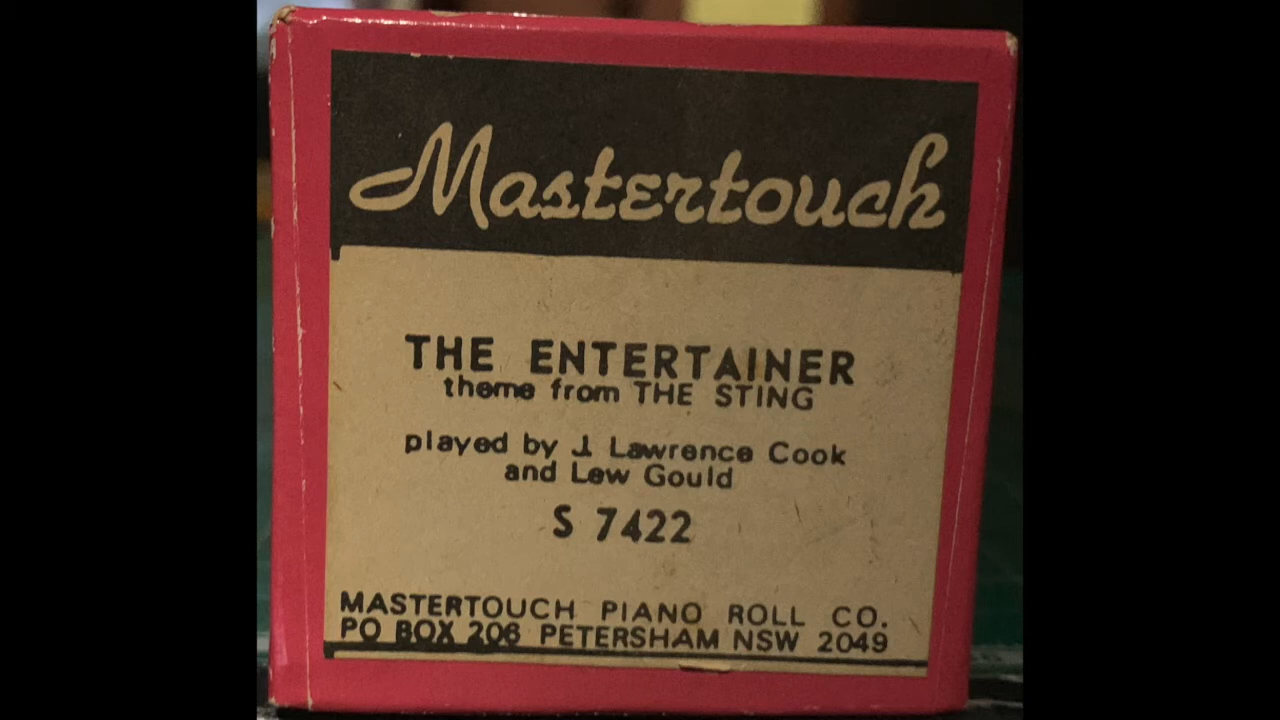 Mastertouch
THE ENTERTAINER
theme from THE STING
played by J Lawrence Cook
and Lew Gould
S 7422
MASTERTOUCH PIANO ROLL CO.
PO BOX 206 PETERSHAM NSW 2049